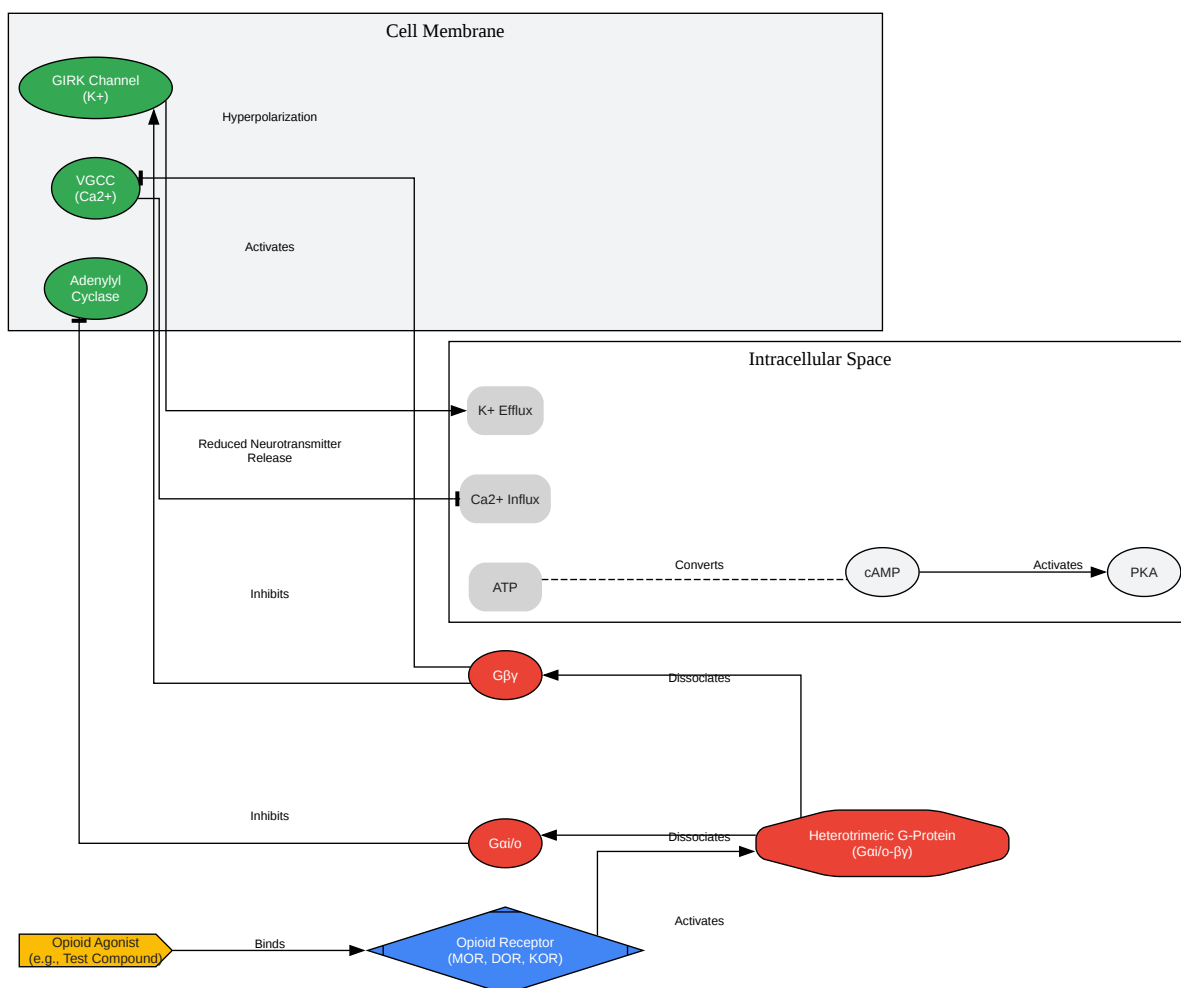 Cell Membrane
GIRK Channel
(K+)
Hyperpolarization
VGCC
(Ca2+)
Activates
Adenylyl
Cyclase
Intracellular Space
K+ Efflux
Reduced Neurotransmitter
Release
Ca2+ Influx
Converts
cAMP
Activates
PKA
ATP
Inhibits
Gβγ
Dissociates
Inhibits
Gαi/o
Dissociates
Heterotrimeric G-Protein
(Gαi/o-βγ)
Activates
Opioid Agonist
(e.g., Test Compound)
Binds
Opioid Receptor
(MOR, DOR, KOR)